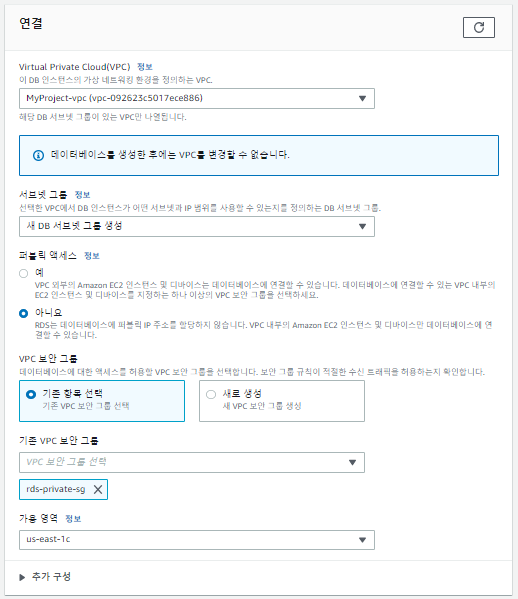 연결
Virtual Private Cloud(VPC) 정보
이 DB 인스턴스의 가상 네트워킹 환경을 정의하는 VPC.
MyProject-vpc (vpc-092623c5017ece886)
해당 DB 서브넷 그룹이 있는 VPC만 나열됩니다.
데이터베이스를 생성한 후에는 VPC를 변경할 수 없습니다.
서브넷 그룹 정보
선택한 VPC에서 DB 인스턴스가 어떤 서브넷과 IP 범위를 사용할 수 있는지를 정의하는 DB 서브넷 그룹.
새 DB 서브넷 그룹 생성
퍼블릭 액세스 정보
예
VPC 외부의 Amazon EC2 인스턴스 및 디바이스는 데이터베이스에 연결할 수 있습니다. 데이터베이스에 연결할 수 있는 VPC 내부의
EC2 인스턴스 및 디바이스를 지정하는 하나 이상의 VPC 보안 그룹을 선택하세요.
아니요
RDS는 데이터베이스에 퍼블릭 IP 주소를 할당하지 않습니다. VPC 내부의 Amazon EC2 인스턴스 및 디바이스만 데이터베이스에 연
결할 수 있습니다.
VPC 보안 그룹
데이터베이스에 대한 액세스를 허용할 VPC 보안 그룹을 선택합니다. 보안 그룹 규칙이 적절한 수신 트래픽을 허용하는지 확인합니다.
기존 항목 선택
기존 VPC 보안 그룹 선택
새로 생성
새 VPC 보안 그룹 생성
기존 VPC 보안 그룹
VPC 보안 그룹 선택
rds-private-sg
가용 영역 정보
us-east-1c
추가 구성